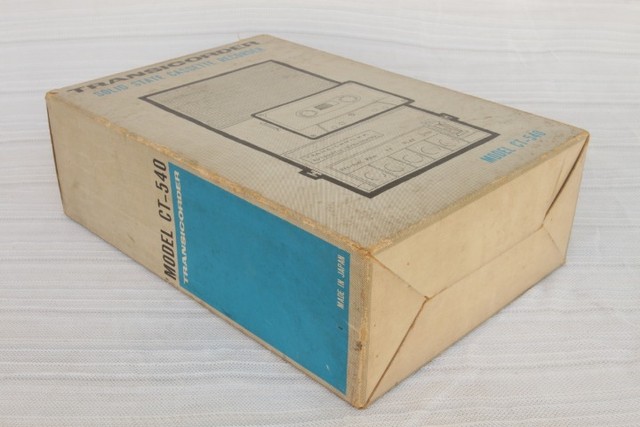 TRANSICORDER
SOLID STATE CASSETTE RECORDER
MODEL CT-540
MODEL CT-540
TRANSICORDER
MADE IN JAPAN